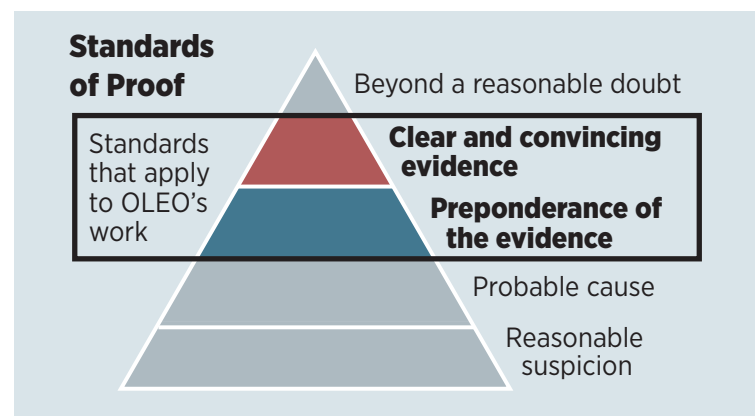 Standards
of Proof
Beyond a reasonable doubt
Standards
that apply
to OLEO’s
work
Clear and convincing
evidence
Preponderance of
the evidence
Probable cause
Reasonable
suspicion